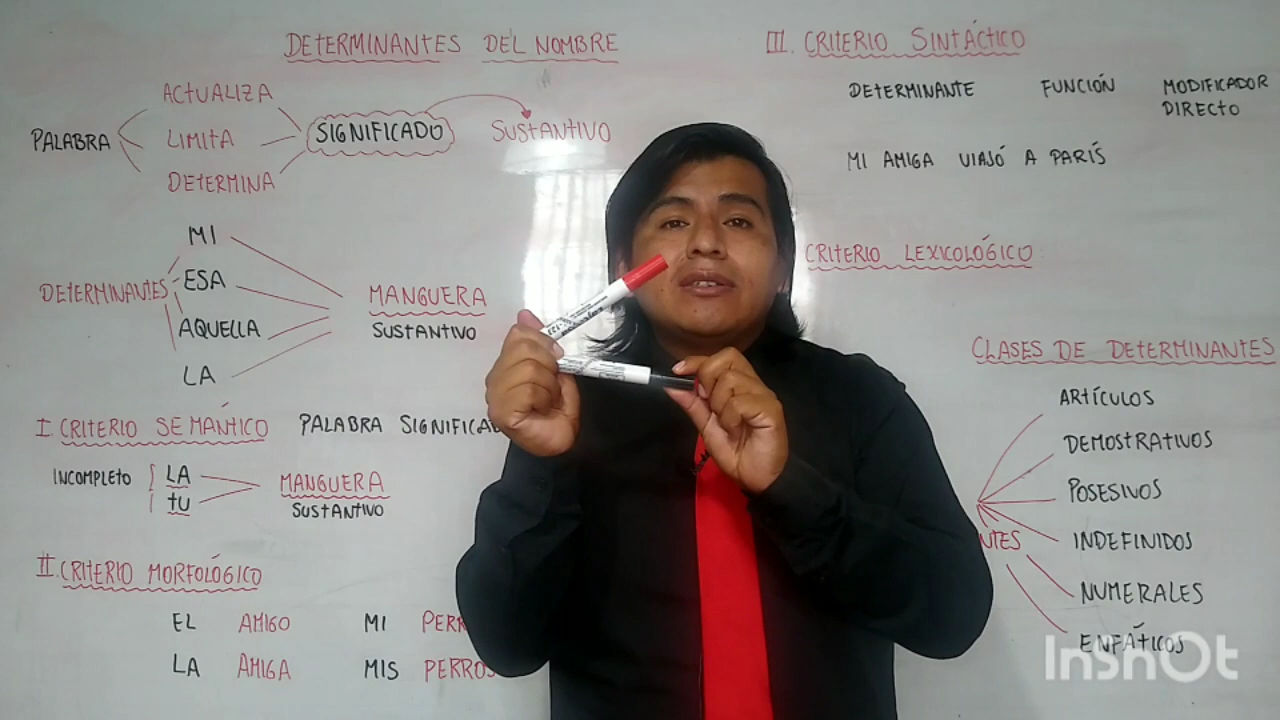 DETERMINANTES DEL NOMBRE
PALABRA
ACTUALIZA
LIMITA
DETERMINA
SIGNIFICADO
SUSTANTIVO
DETERMINANTES
MI
ESA
AQUELLA
LA
MANGUERA
SUSTANTIVO
I. CRITERIO SEMÁNTICO
PALABRA SIGNIFICAD
INCOMPLETO
LA
TU
MANGUERA
SUSTANTIVO
II. CRITERIO MORFOLÓGICO
EL AMIGO MI PERR
LA AMIGA MIS PERROS
III. CRITERIO SINTÁCTICO
DETERMINANTE FUNCIÓN MODIFICADOR
DIRECTO
MI AMIGA VIAJÓ A PARÍS
CRITERIO LEXICOLÓGICO:
CLASES DE DETERMINANTES
NTES
ARTÍCULOS
DEMOSTRATIVOS
POSESIVOS
INDEFINIDOS
NUMERALES
ENFÁTICOS
InShOt